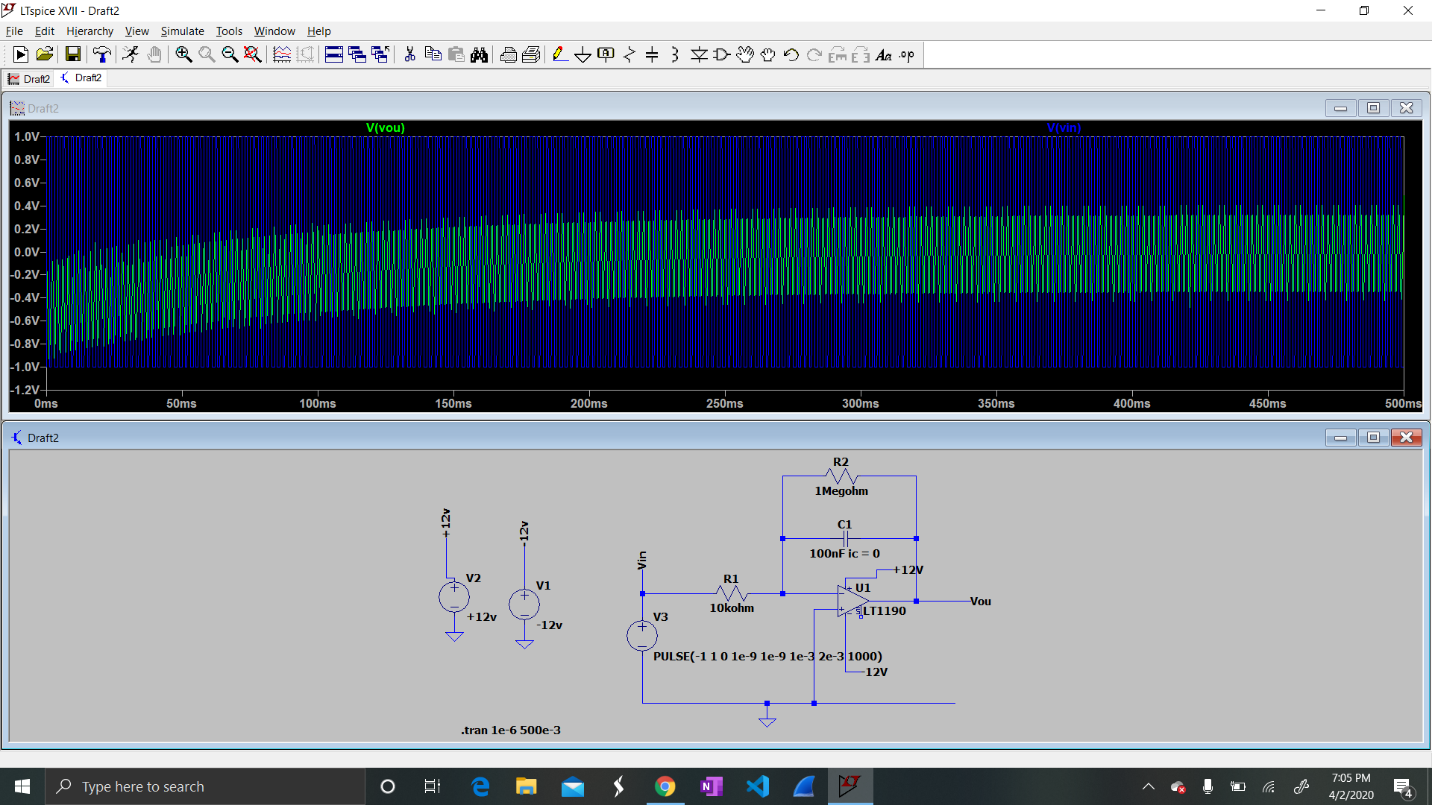 LTspice XVII - Draft2
File Edit Hierarchy View Simulate Tools Window Help
Draft2 Draft2
Draft2
V(vou) V(vin)
1.0V
0.8V
0.6V
0.4V
0.2V
0.0V
-0.2V
-0.4V
-0.6V
-0.8V
-1.0V
-1.2V
0ms 50ms 100ms 150ms 200ms 250ms 300ms 350ms 400ms 450ms 500ms
Draft2
R2
1Megohm
C1
100nF ic = 0
+12v
-12v
V2
+12v
V1
-12v
Vin
R1
10kohm
+12V
U1
LT1190
Vou
V3
PULSE(-1 1 0 1e-9 1e-9 1e-3 2e-3 1000)
-12V
.tran 1e-6 500e-3
Type here to search
7:05 PM
4/2/2020
4